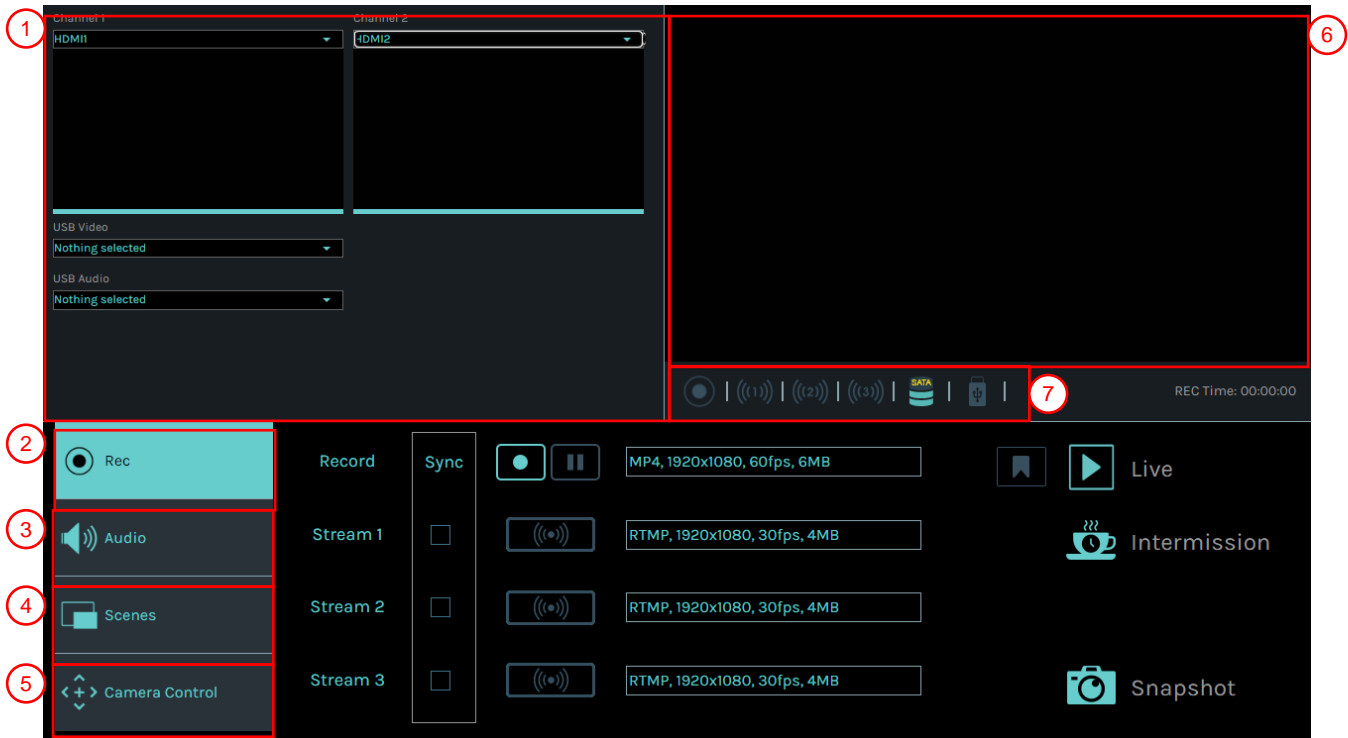 1
Channel 1
Channel 2
6
HDMI1
HDMI2
USB Video
Nothing selected
USB Audio
Nothing selected
((1))
((2))
((3))
SATA
7
REC Time: 00:00:00
2
Rec
Record
Sync
MP4, 1920x1080, 60fps, 6MB
Live
3
Audio
Stream 1
RTMP, 1920x1080, 30fps, 4MB
Intermission
4
Scenes
Stream 2
RTMP, 1920x1080, 30fps, 4MB
5
Camera Control
Stream 3
RTMP, 1920x1080, 30fps, 4MB
Snapshot